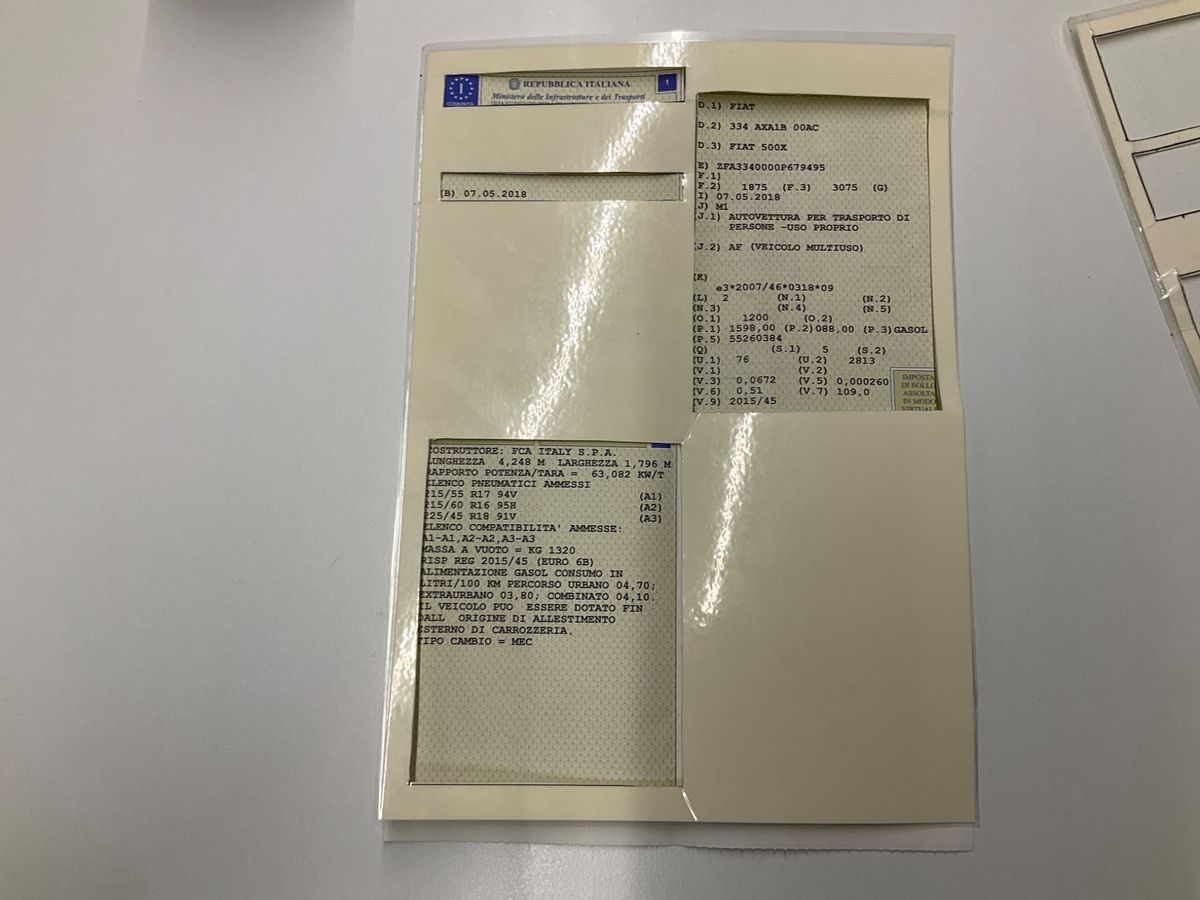 I
REPUBBLICA ITALIANA
1
Ministero delle Infrastrutture e dei Trasporti
COMUNITÀ
(B) 07.05.2018
D.1) FIAT
D.2) 334 AXA1B 00AC
D.3) FIAT 500X
E) ZFA3340000P679495
F.1)
F.2) 1875 (F.3) 3075 (G)
I) 07.05.2018
J) M1
(J.1) AUTOVETTURA PER TRASPORTO DI
PERSONE -USO PROPRIO
(J.2) AF (VEICOLO MULTIUSO)
(K)
e3*2007/46*0318*09
(L) 2 (N.1) (N.2)
(N.3) (N.4) (N.5)
(O.1) 1200 (O.2)
(P.1) 1598,00 (P.2)088,00 (P.3)GASOL
(P.5) 55260384
(Q) (S.1) 5 (S.2)
(U.1) 76 (U.2) 2813
(V.1) (V.2)
(V.3) 0,0672 (V.5) 0,000260
(V.6) 0,51 (V.7) 109,0
(V.9) 2015/45
IMPOSTA
DI BOLLO
ASSOLTA
IN MODO
VIRTUALE
COSTRUTTORE: FCA ITALY S.P.A.
LUNGHEZZA 4,248 M LARGHEZZA 1,796 M
RAPPORTO POTENZA/TARA = 63,082 KW/T
ELENCO PNEUMATICI AMMESSI
215/55 R17 94V (A1)
215/60 R16 95H (A2)
225/45 R18 91V (A3)
ELENCO COMPATIBILITA' AMMESSE:
A1-A1,A2-A2,A3-A3
MASSA A VUOTO = KG 1320
RISP REG 2015/45 (EURO 6B)
ALIMENTAZIONE GASOL CONSUMO IN
LITRI/100 KM PERCORSO URBANO 04,70;
EXTRAURBANO 03,80; COMBINATO 04,10.
IL VEICOLO PUO ESSERE DOTATO FIN
DALL ORIGINE DI ALLESTIMENTO
ESTERNO DI CARROZZERIA.
TIPO CAMBIO = MEC